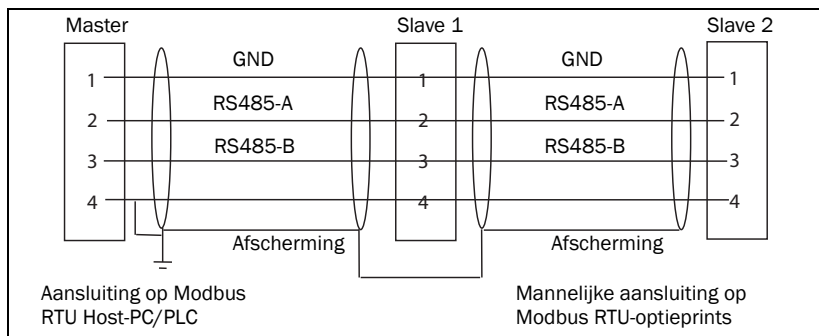 Master Slave 1 Slave 2
GND GND
1 1 1
RS485-A RS485-A
2 2 2
RS485-B RS485-B
3 3 3
4 4 4
Afscherming Afscherming
Aansluiting op Modbus
RTU Host-PC/PLC
Mannelijke aansluiting op
Modbus RTU-optieprints